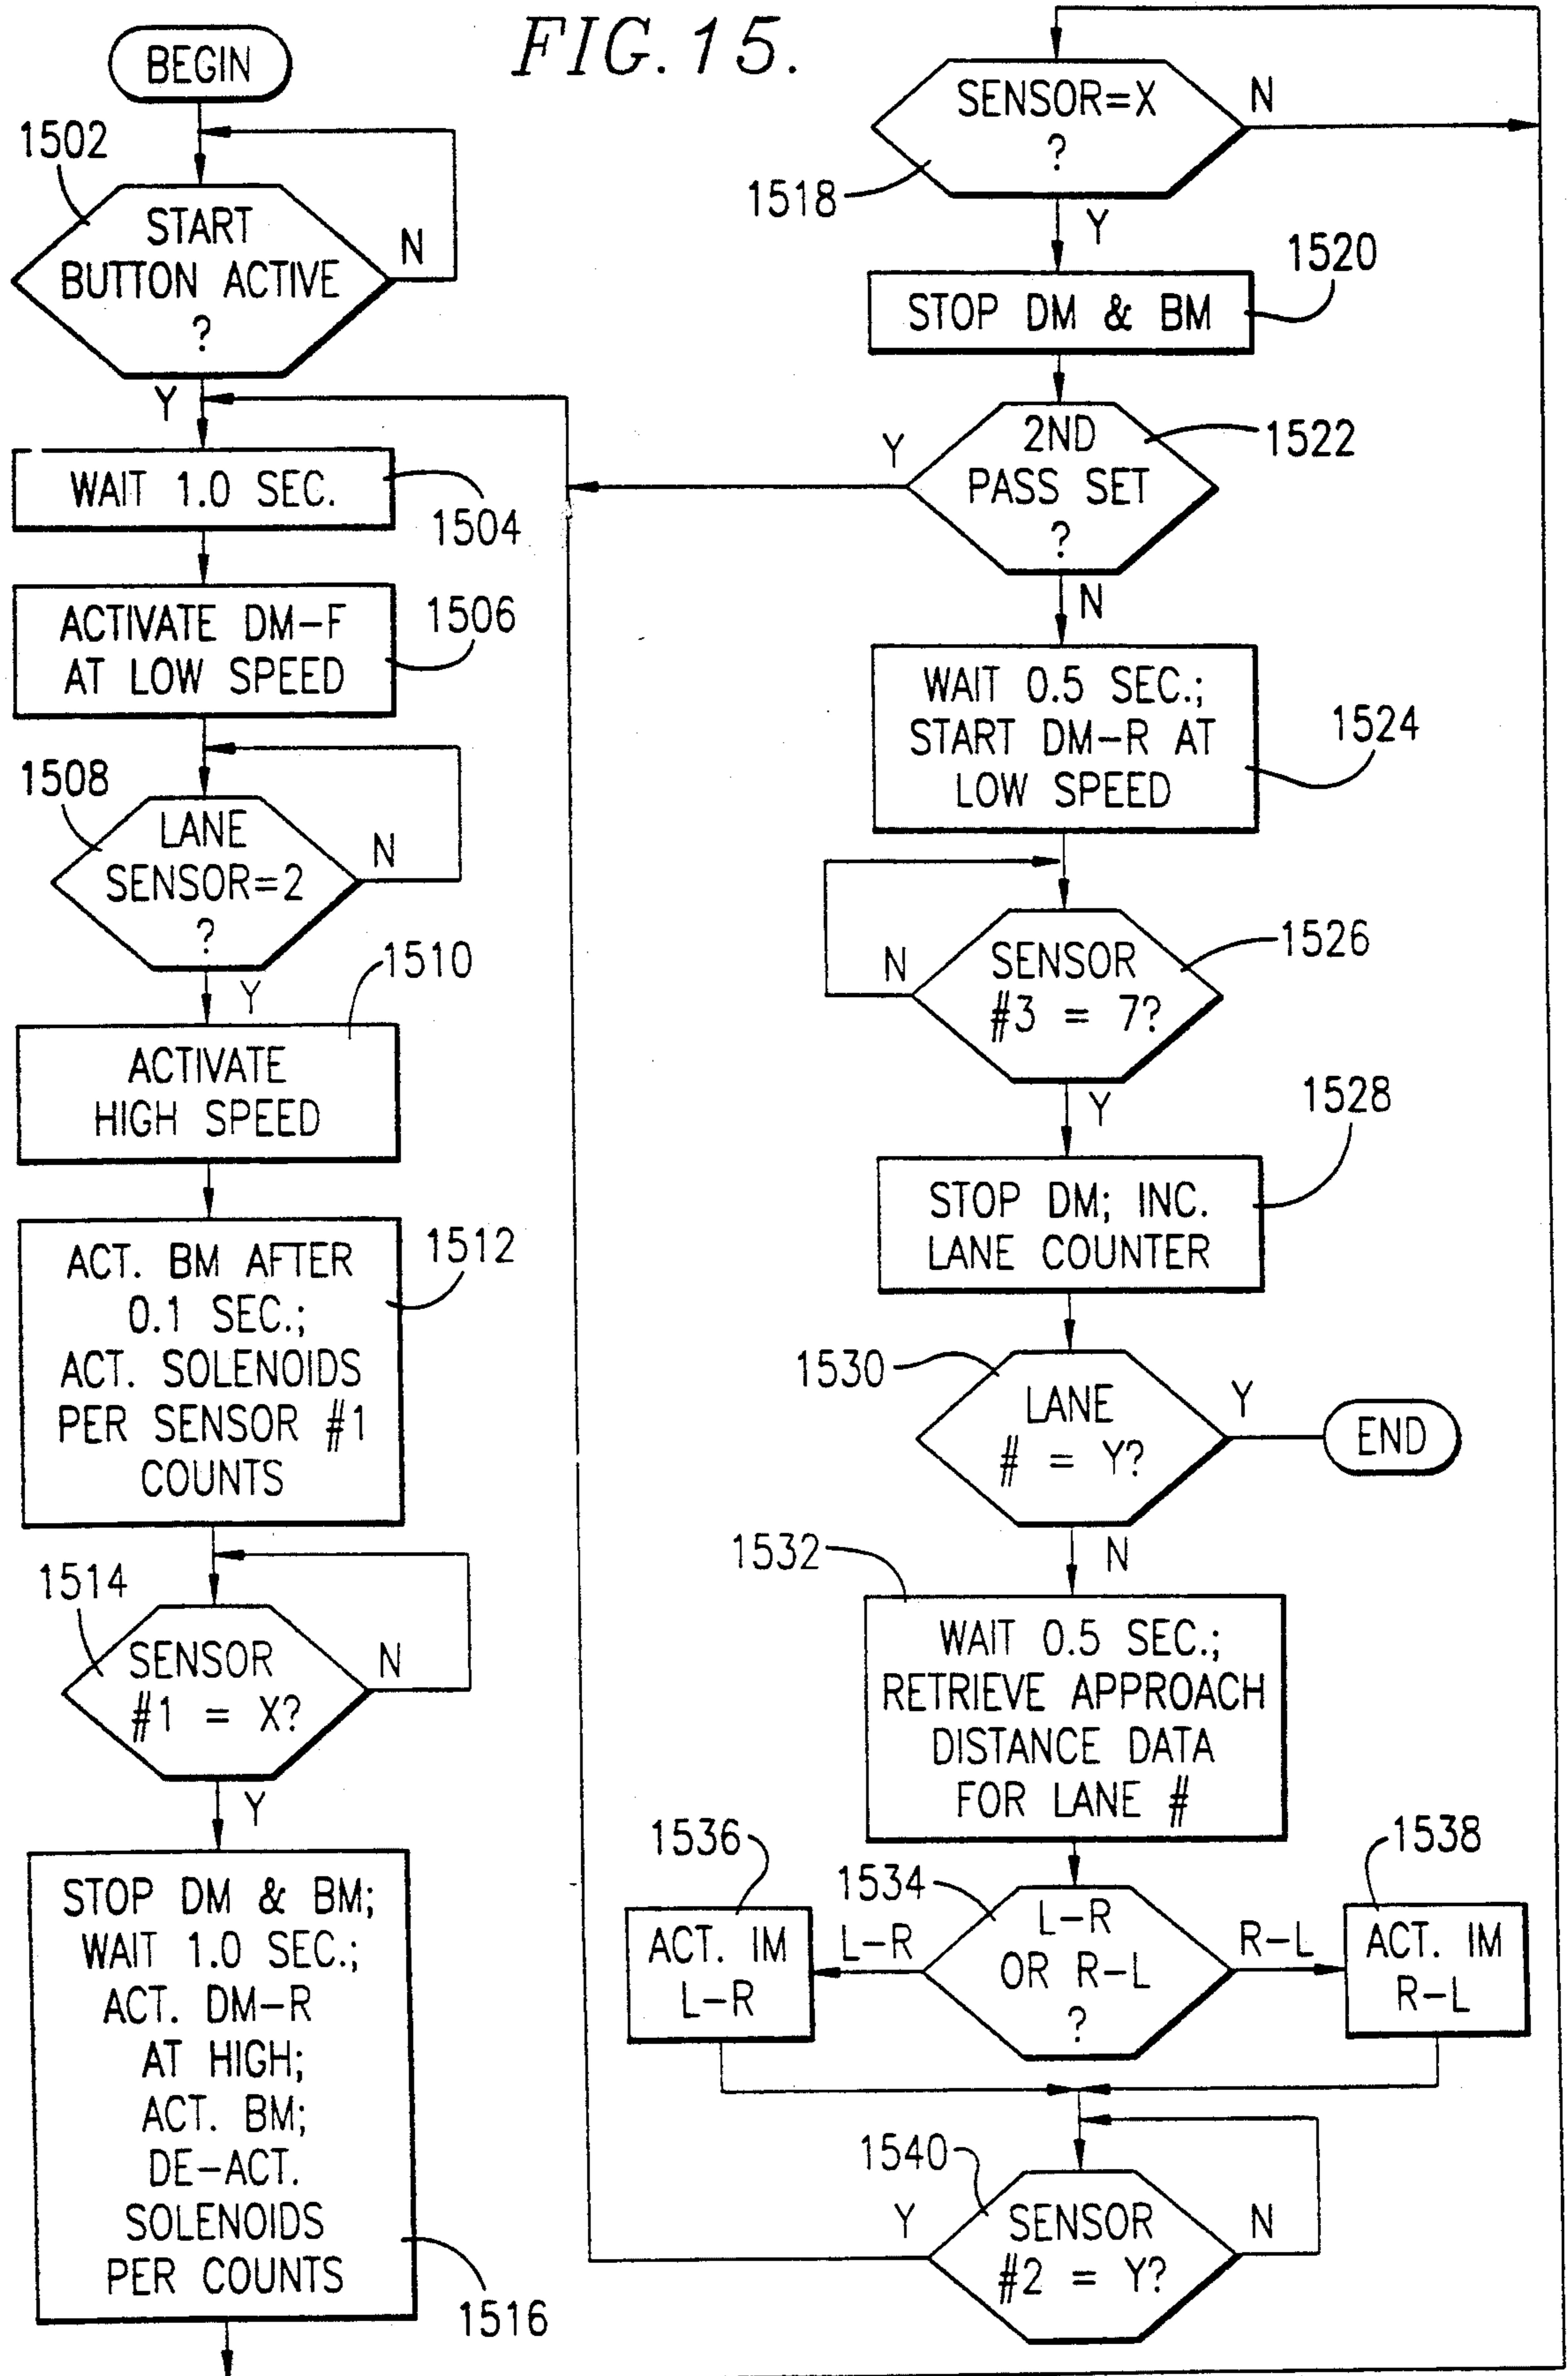 FIG. 15.
BEGIN
1502
START
BUTTON ACTIVE
?
N
Y
WAIT 1.0 SEC.
1504
ACTIVATE DM-F
AT LOW SPEED
1506
1508
LANE
SENSOR=2
?
N
Y
1510
ACTIVATE
HIGH SPEED
ACT. BM AFTER
0.1 SEC.;
ACT. SOLENOIDS
PER SENSOR #1
COUNTS
1512
1514
SENSOR
#1 = X?
N
Y
STOP DM & BM;
WAIT 1.0 SEC.;
ACT. DM-R
AT HIGH;
ACT. BM;
DE-ACT.
SOLENOIDS
PER COUNTS
1516
SENSOR=X
?
N
1518
Y
1520
STOP DM & BM
2ND
PASS SET
?
1522
Y
N
WAIT 0.5 SEC.;
START DM-R AT
LOW SPEED
1524
SENSOR
#3 = 7?
1526
N
Y
1528
STOP DM; INC.
LANE COUNTER
1530
LANE
# = Y?
Y
END
N
1532
WAIT 0.5 SEC.;
RETRIEVE APPROACH
DISTANCE DATA
FOR LANE #
1536
1534
1538
L-R
OR R-L
?
L-R
R-L
ACT. IM
L-R
ACT. IM
R-L
1540
SENSOR
#2 = Y?
Y
N